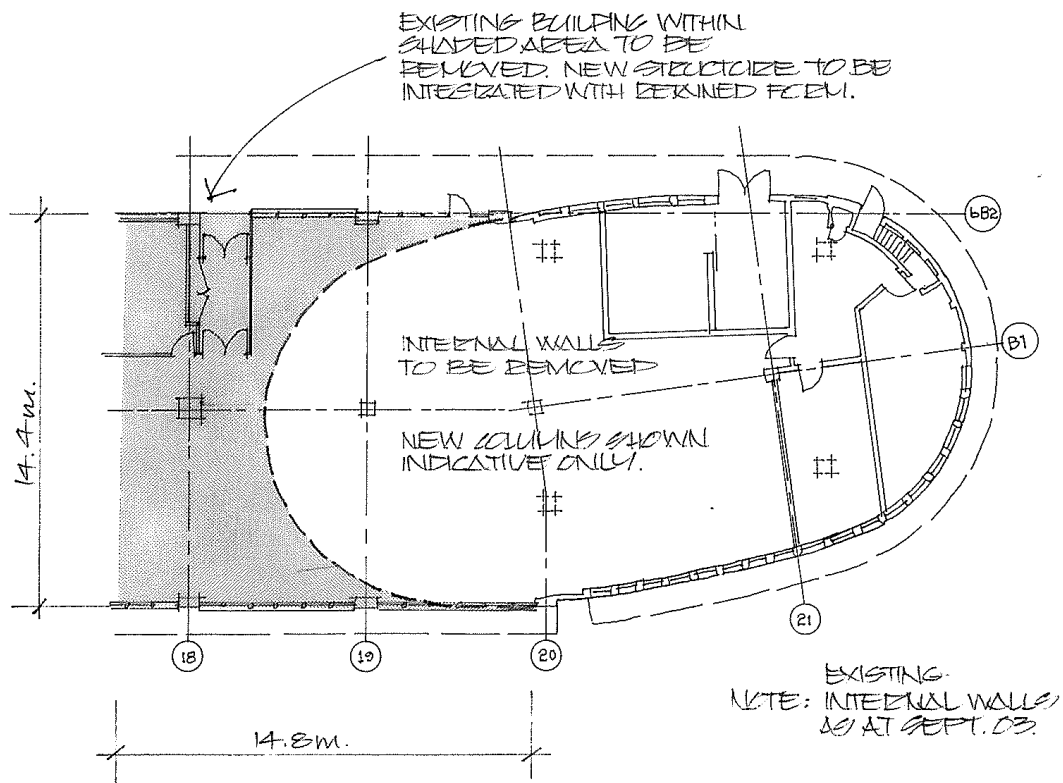 EXISTING BUILDING WITHIN
SHADED AREA TO BE
REMOVED. NEW STRUCTURE TO BE
INTEGRATED WITH RETAINED FORM.
6B2
INTERNAL WALLS
TO BE REMOVED
B1
NEW COLUMNS SHOWN
INDICATIVE ONLY.
14.4m.
18
19
20
21
EXISTING
NOTE: INTERNAL WALLS
AS AT SEPT. 03.
14.8m.